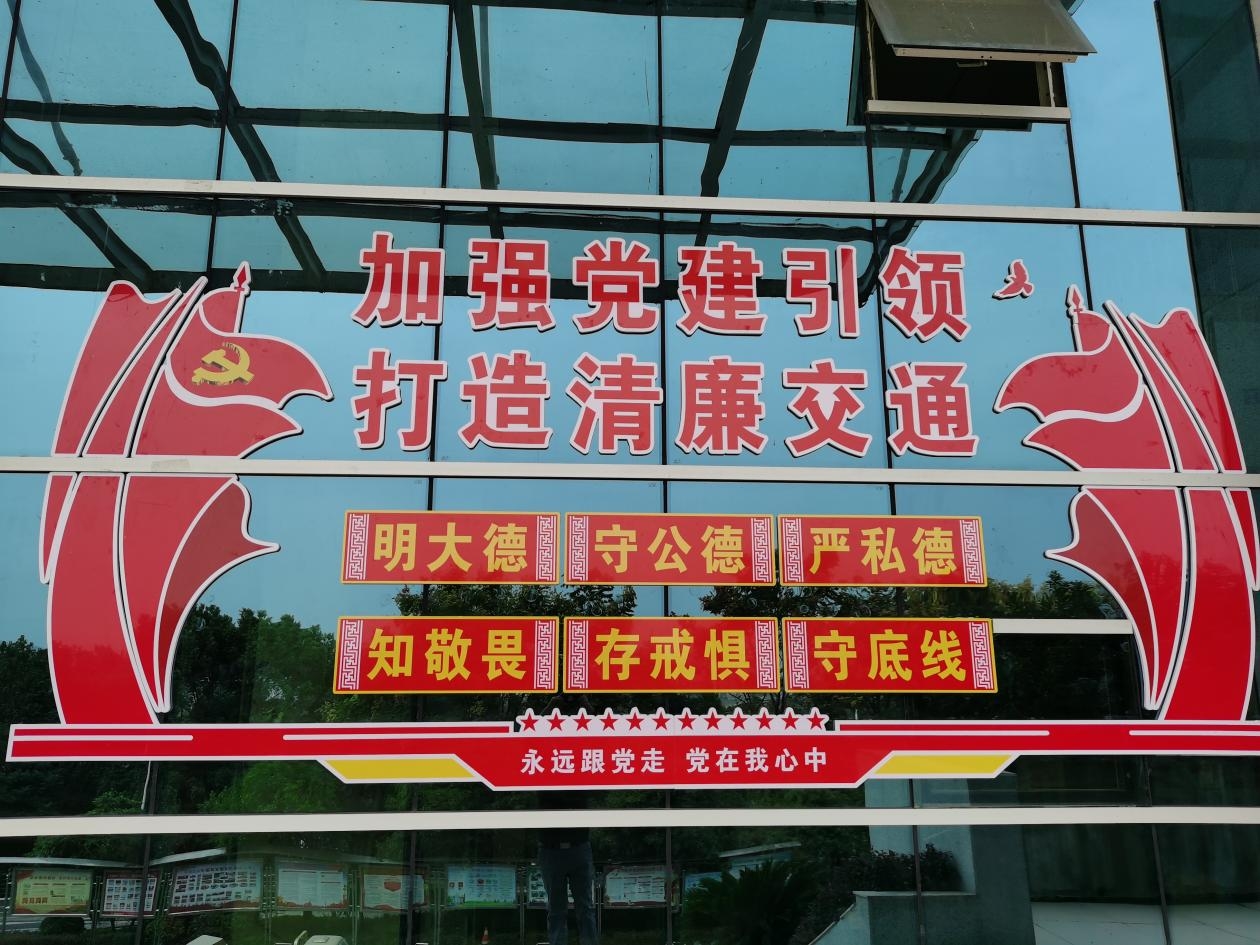 加强党建引领
打造清廉交通
明大德 守公德 严私德
知敬畏 存戒惧 守底线
永远跟党走 党在我心中